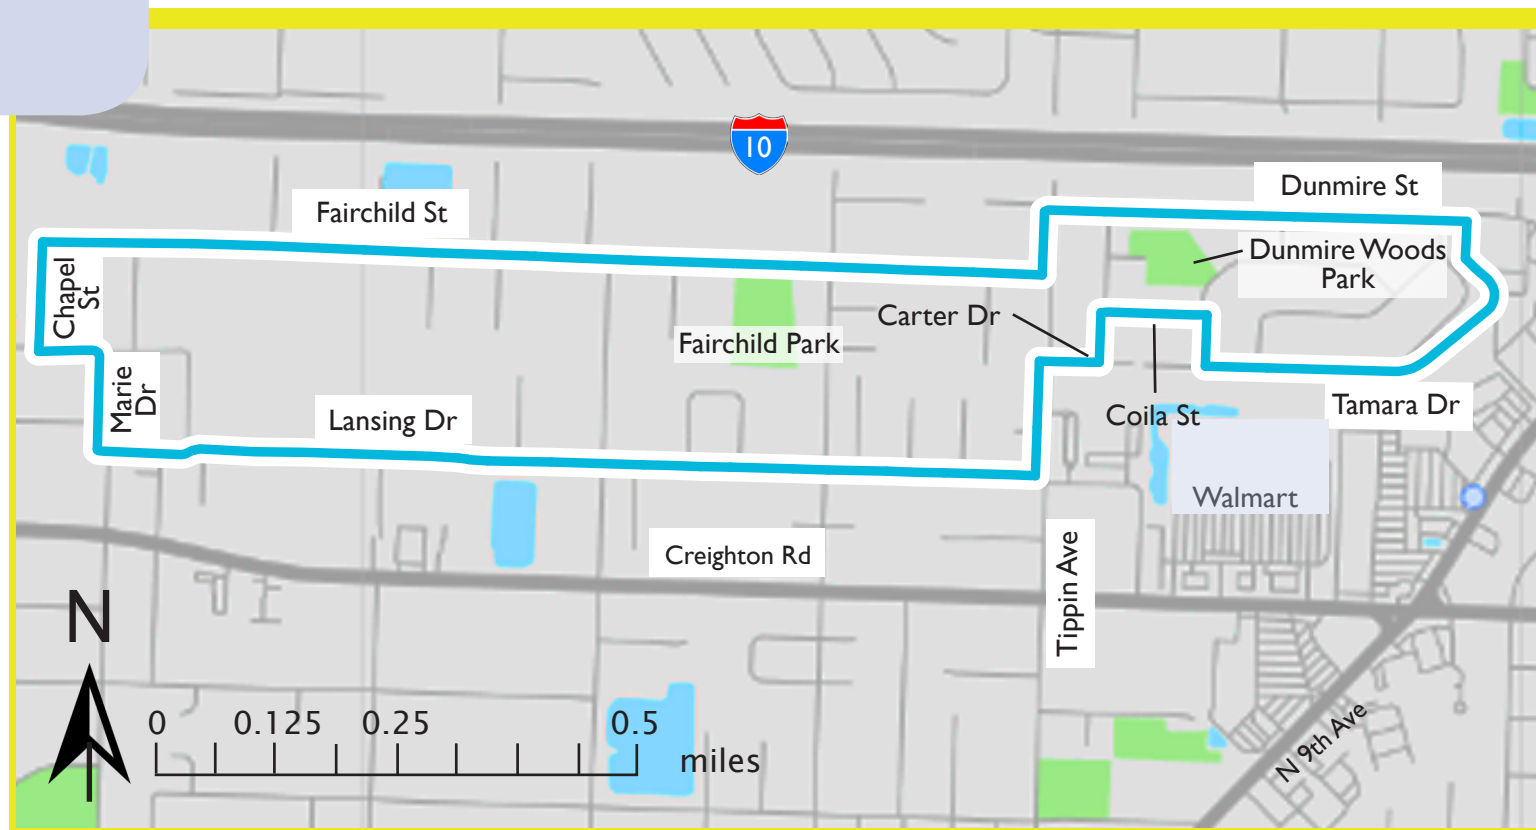 10
Dunmire St
Fairchild St
Dunmire Woods
Park
Chapel
St
Carter Dr
Fairchild Park
Marie
Dr
Lansing Dr
Coila St
Tamara Dr
Walmart
Creighton Rd
Tippin Ave
N
0 0.125 0.25 0.5
miles
N 9th Ave